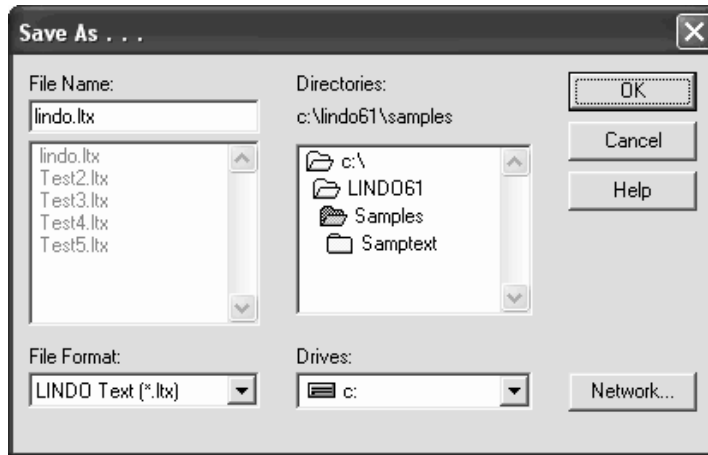 Save As . . .
File Name:
lindo.ltx
lindo.ltx
Test2.ltx
Test3.ltx
Test4.ltx
Test5.ltx
File Format:
LINDO Text (*.ltx)
Directories:
c:\lindo61\samples
c:\
LINDO61
Samples
Samptext
Drives:
c:
OK
Cancel
Help
Network...